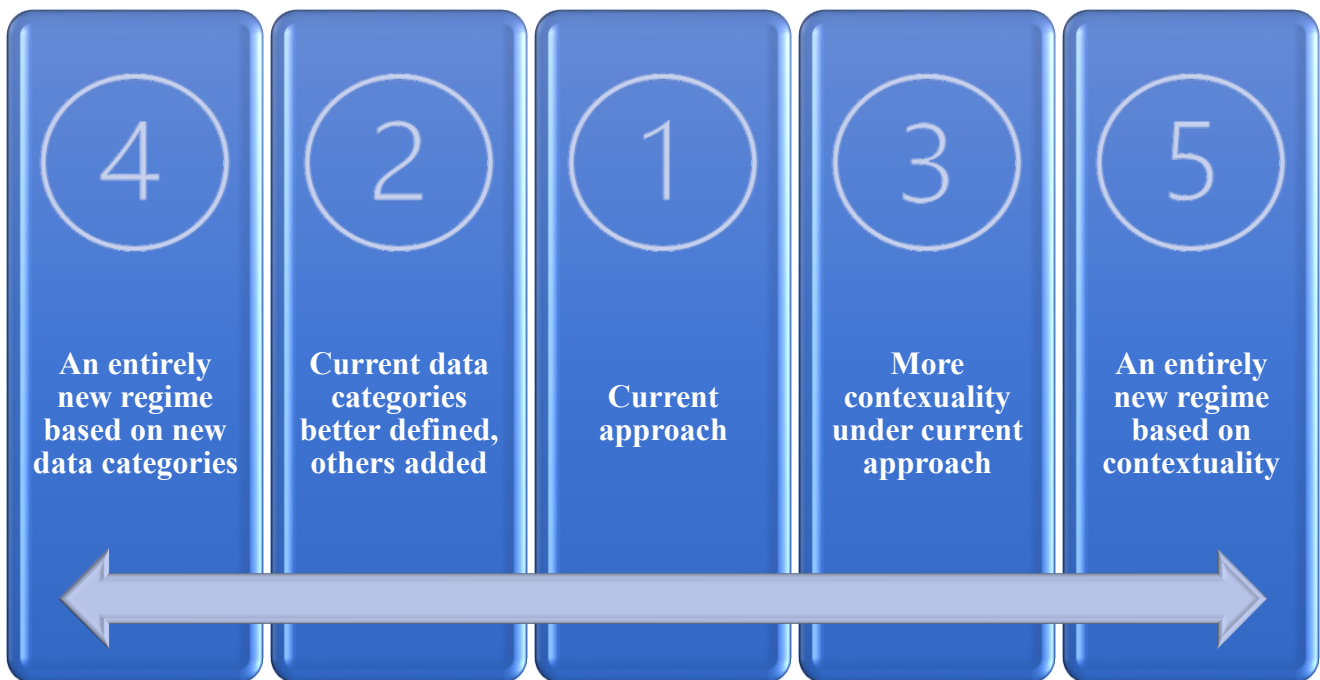 4
An entirely
new regime
based on new
data categories
2
Current data
categories
better defined,
others added
1
Current
approach
3
More
contexuality
under current
approach
5
An entirely
new regime
based on
contextuality